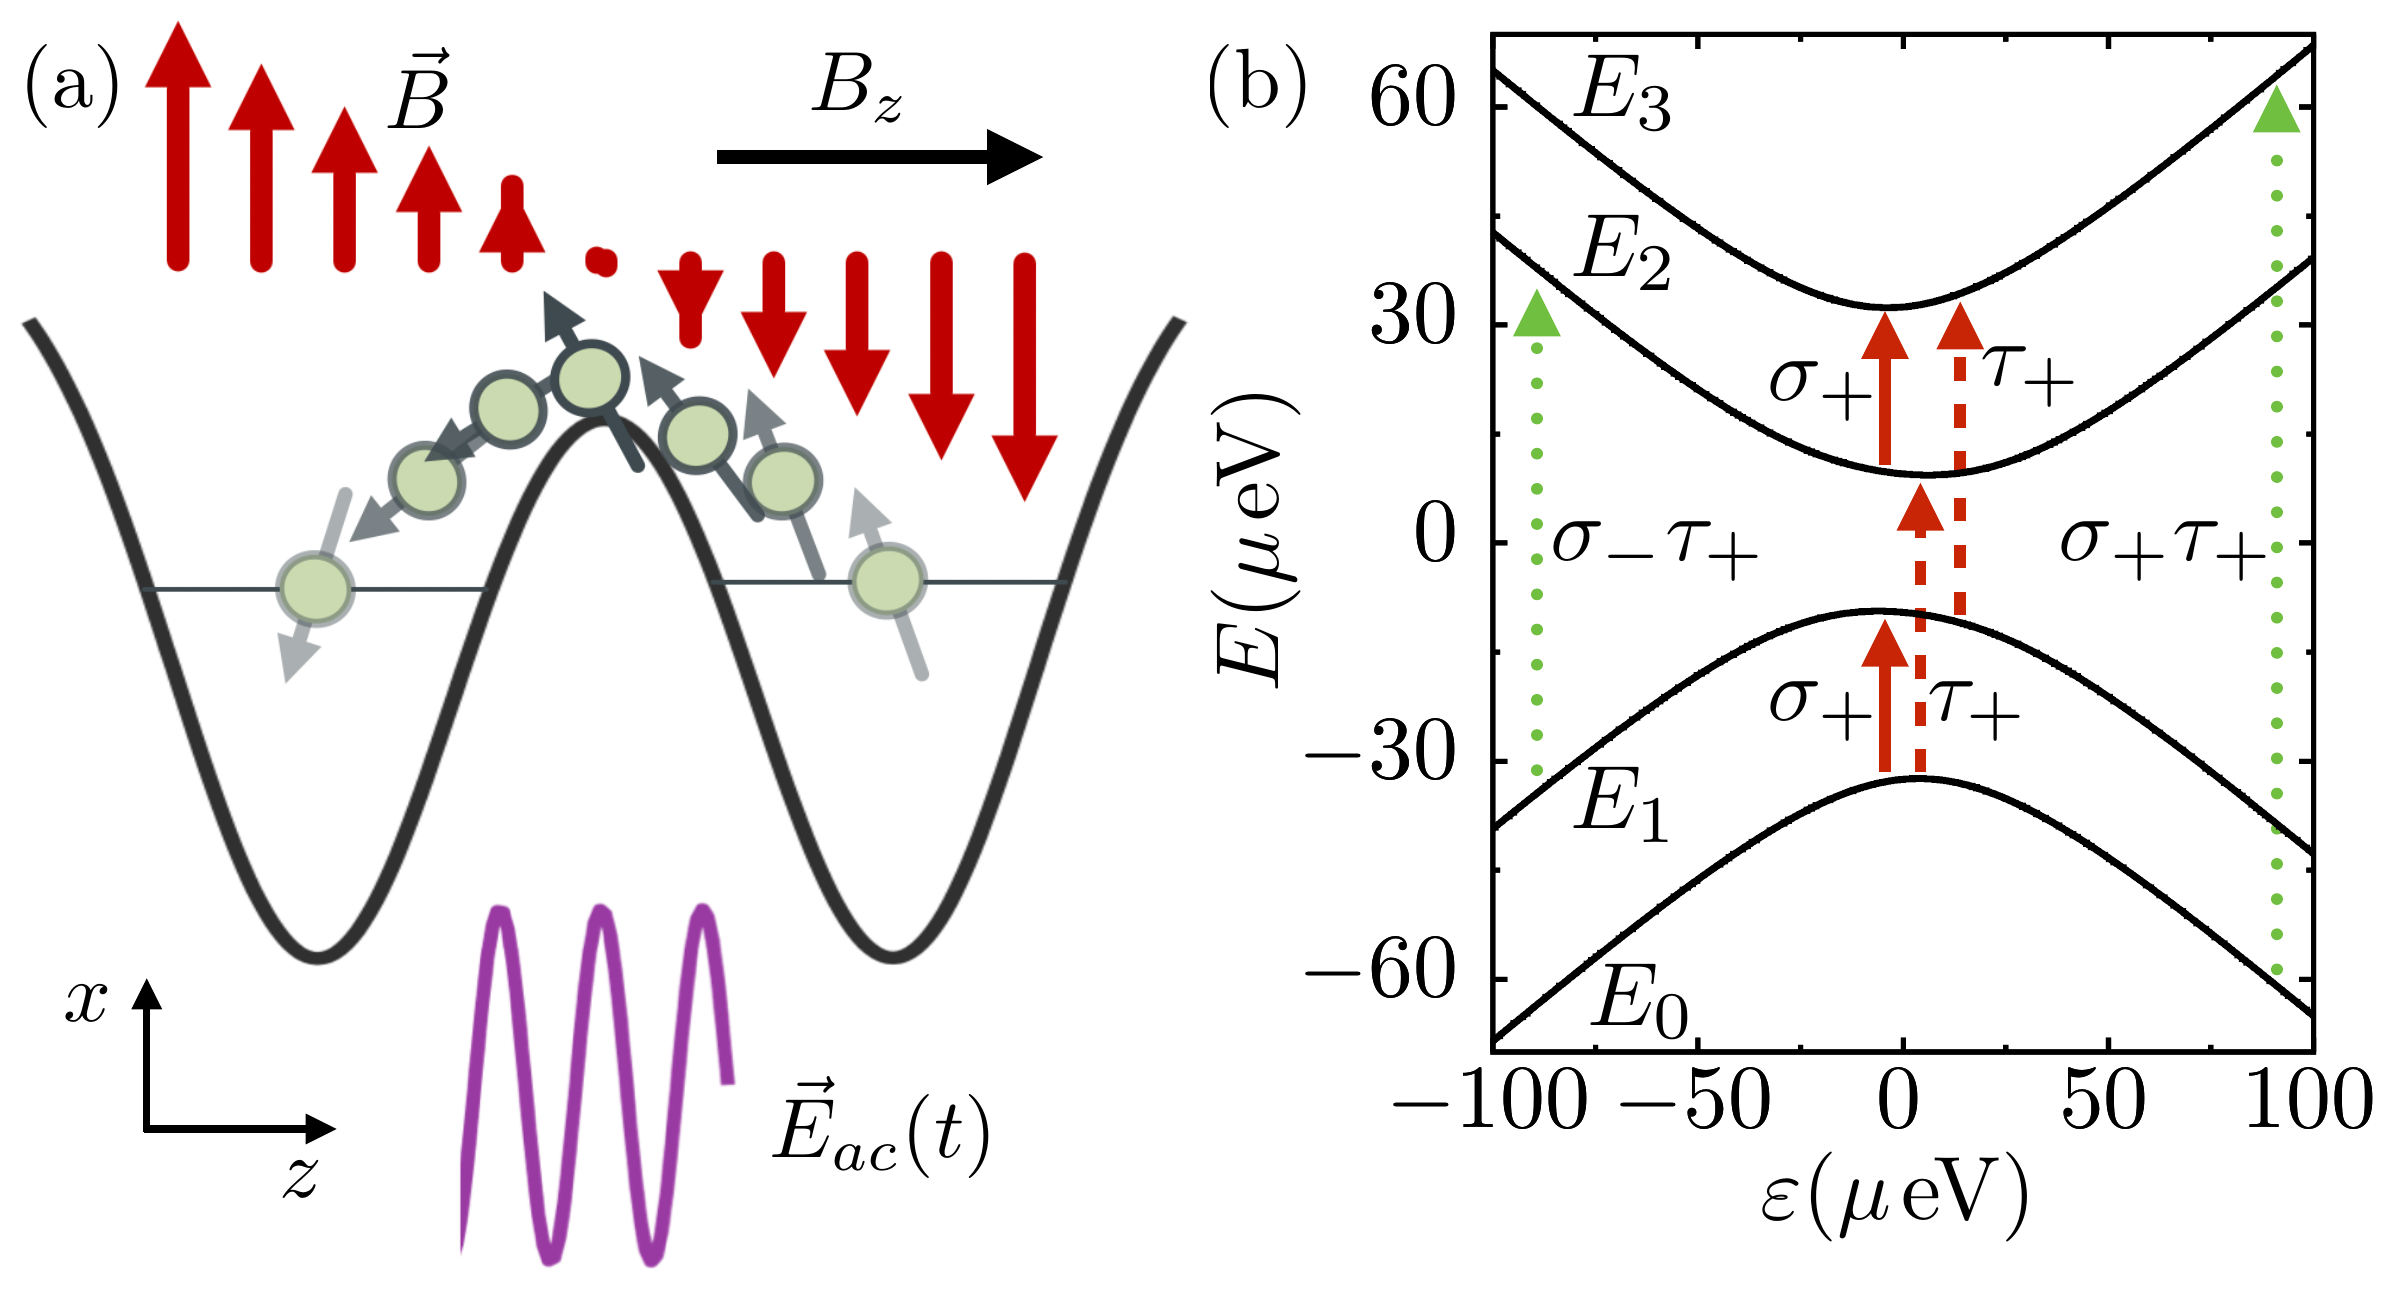 (a)
B⃗
B_z
x
z
E⃗_ac(t)
(b)
E(μeV)
60
30
0
−30
−60
E_3
E_2
σ_+
τ_+
σ_−τ_+
σ_+τ_+
σ_+
τ_+
E_1
E_0
−100 −50 0 50 100
ε(μeV)